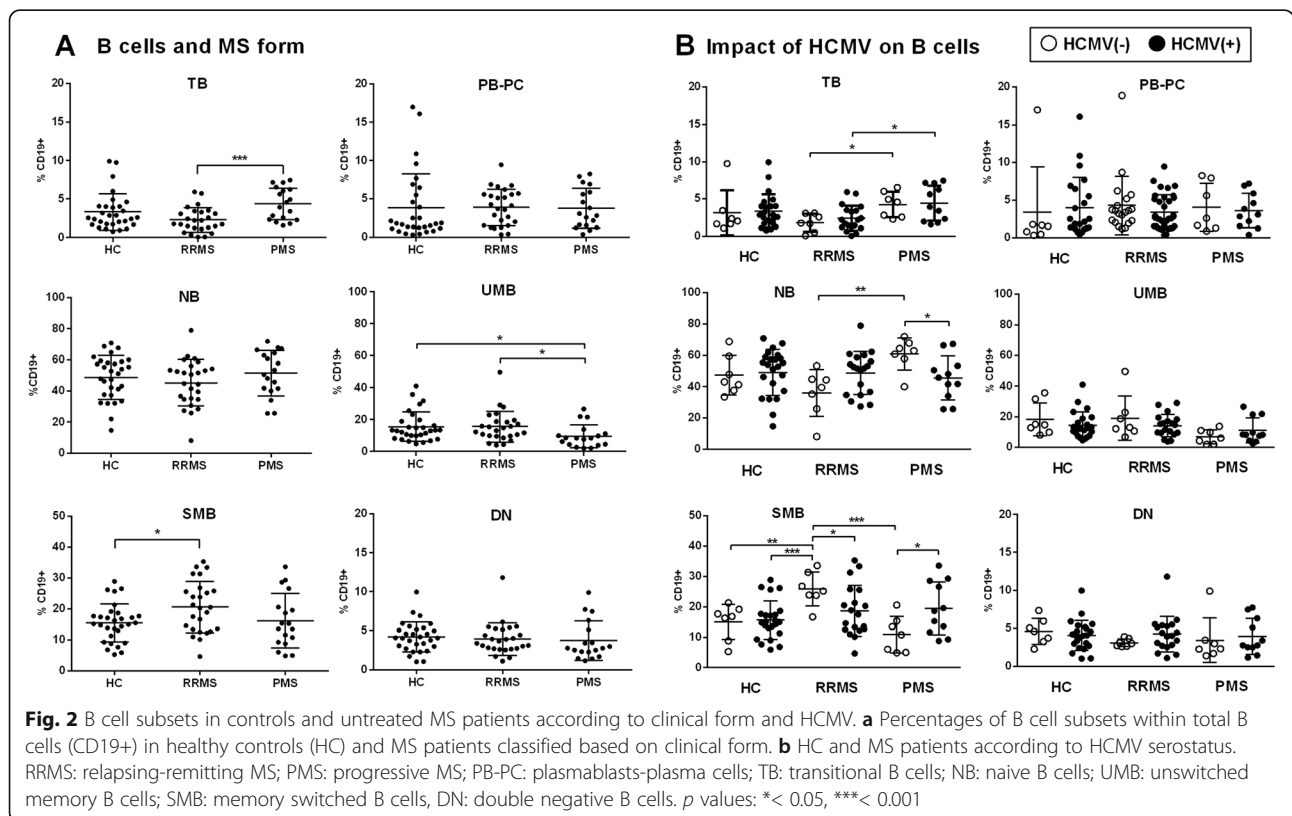 A B cells and MS form
B Impact of HCMV on B cells
HCMV(-) HCMV(+)
TB
% CD19+
20
15
10
5
0
***
HC RRMS PMS
PB-PC
% CD19+
20
15
10
5
0
HC RRMS PMS
TB
% CD19+
20
15
10
5
0
*
*
HC RRMS PMS
PB-PC
% CD19+
20
15
10
5
0
HC RRMS PMS
NB
%CD19+
100
80
60
40
20
0
HC RRMS PMS
UMB
% CD19+
100
80
60
40
20
0
*
*
HC RRMS PMS
NB
% CD19+
100
80
60
40
20
0
**
*
HC RRMS PMS
UMB
% CD19+
100
80
60
40
20
0
HC RRMS PMS
SMB
% CD19+
50
40
30
20
10
0
*
HC RRMS PMS
DN
% CD19+
20
15
10
5
0
HC RRMS PMS
SMB
% CD19+
50
40
30
20
10
0
*** 
** * 
*** *
HC RRMS PMS
DN
% CD19+
20
15
10
5
0
HC RRMS PMS
Fig. 2 B cell subsets in controls and untreated MS patients according to clinical form and HCMV. a Percentages of B cell subsets within total B
cells (CD19+) in healthy controls (HC) and MS patients classified based on clinical form. b HC and MS patients according to HCMV serostatus.
RRMS: relapsing-remitting MS; PMS: progressive MS; PB-PC: plasmablasts-plasma cells; TB: transitional B cells; NB: naive B cells; UMB: unswitched
memory B cells; SMB: memory switched B cells, DN: double negative B cells. p values: *< 0.05, ***< 0.001